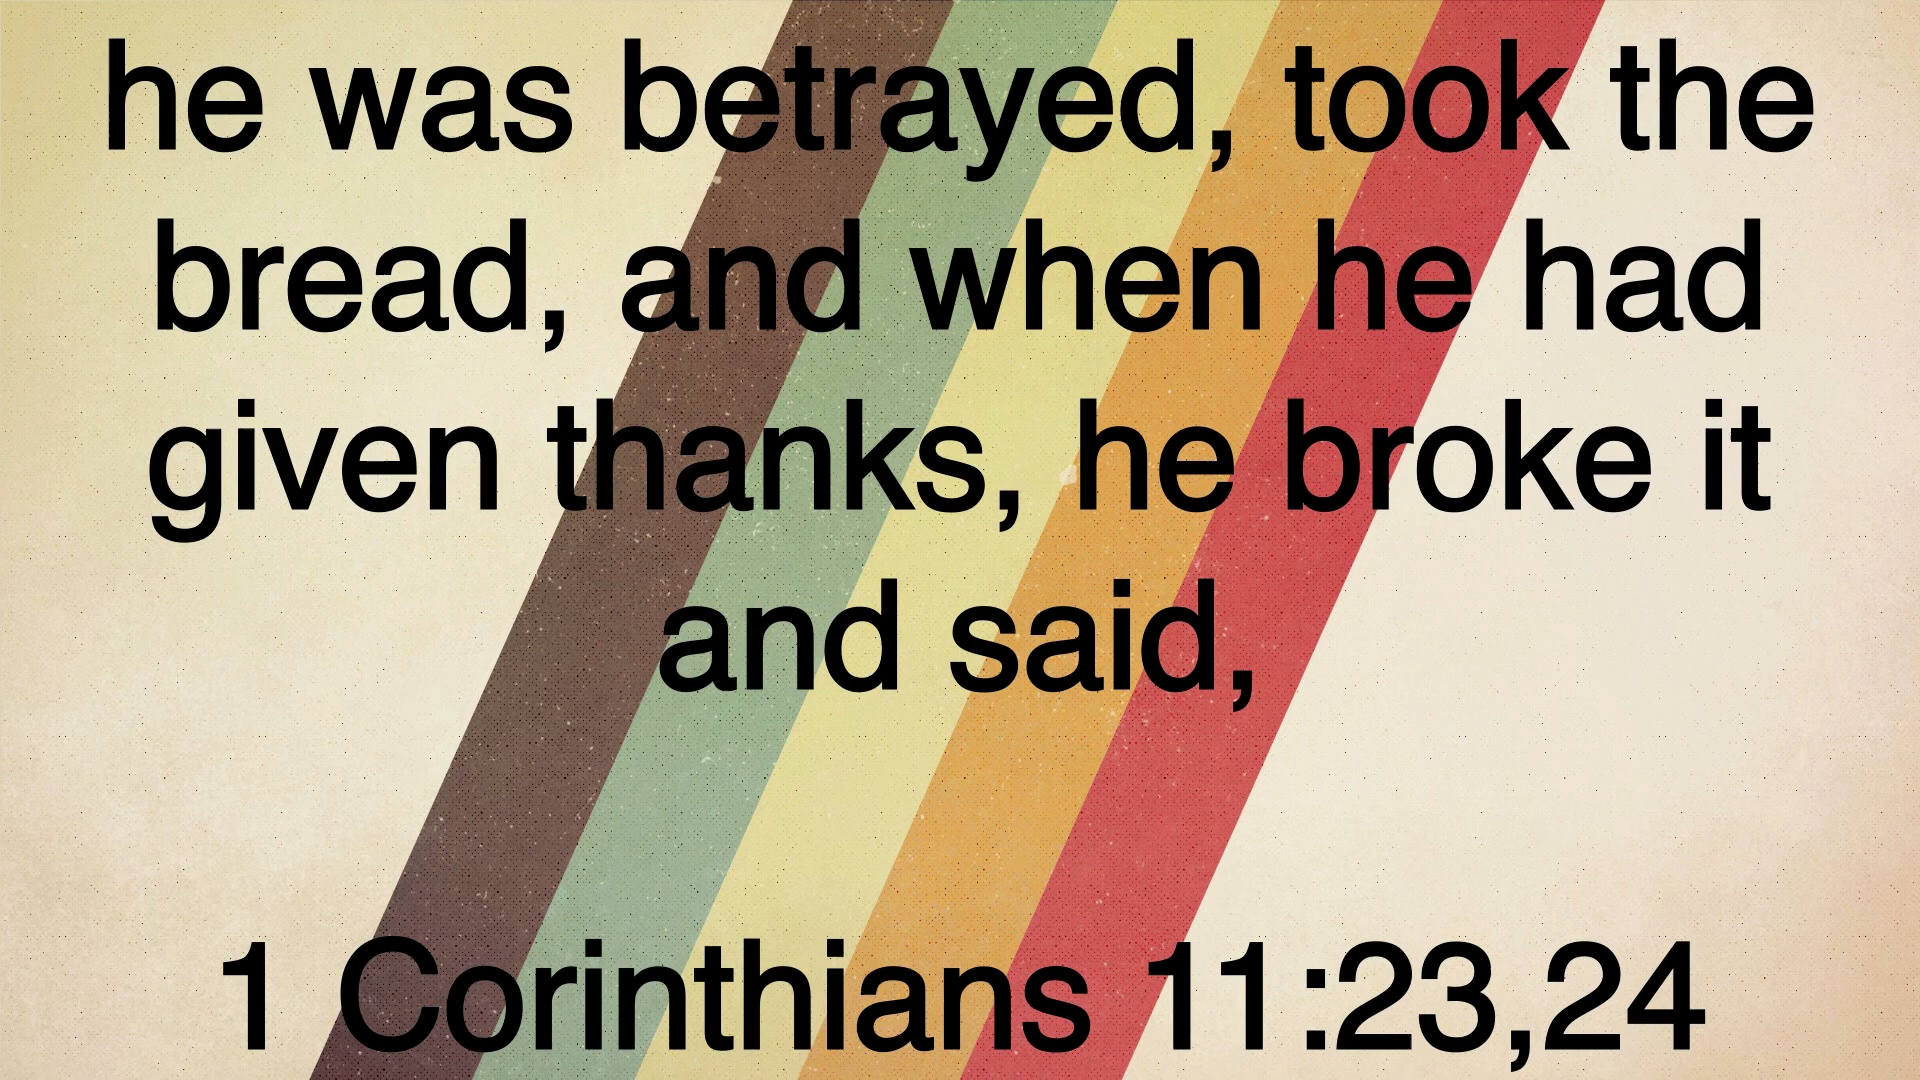 he was betrayed, took the
bread, and when he had
given thanks, he broke it
and said,
1 Corinthians 11:23,24